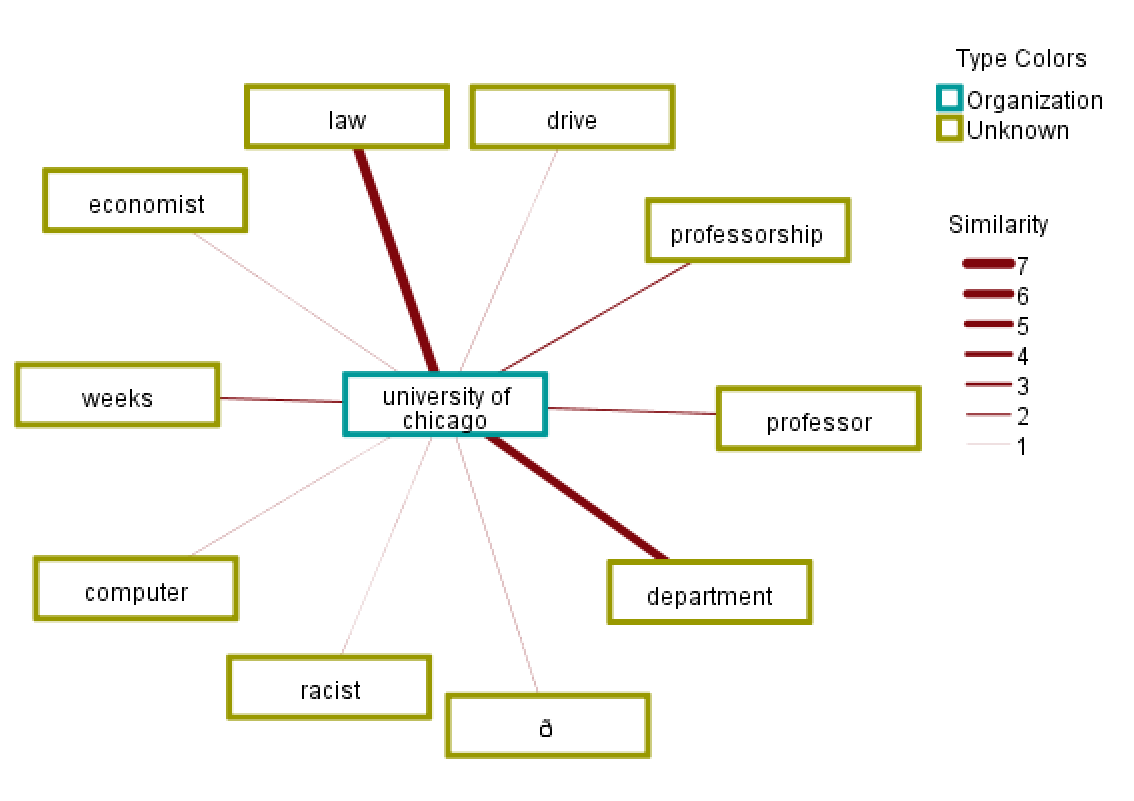 Type Colors
Organization
Unknown
law
drive
economist
professorship
Similarity
7
6
5
4
3
2
1
weeks
university of
chicago
professor
computer
department
racist
ð